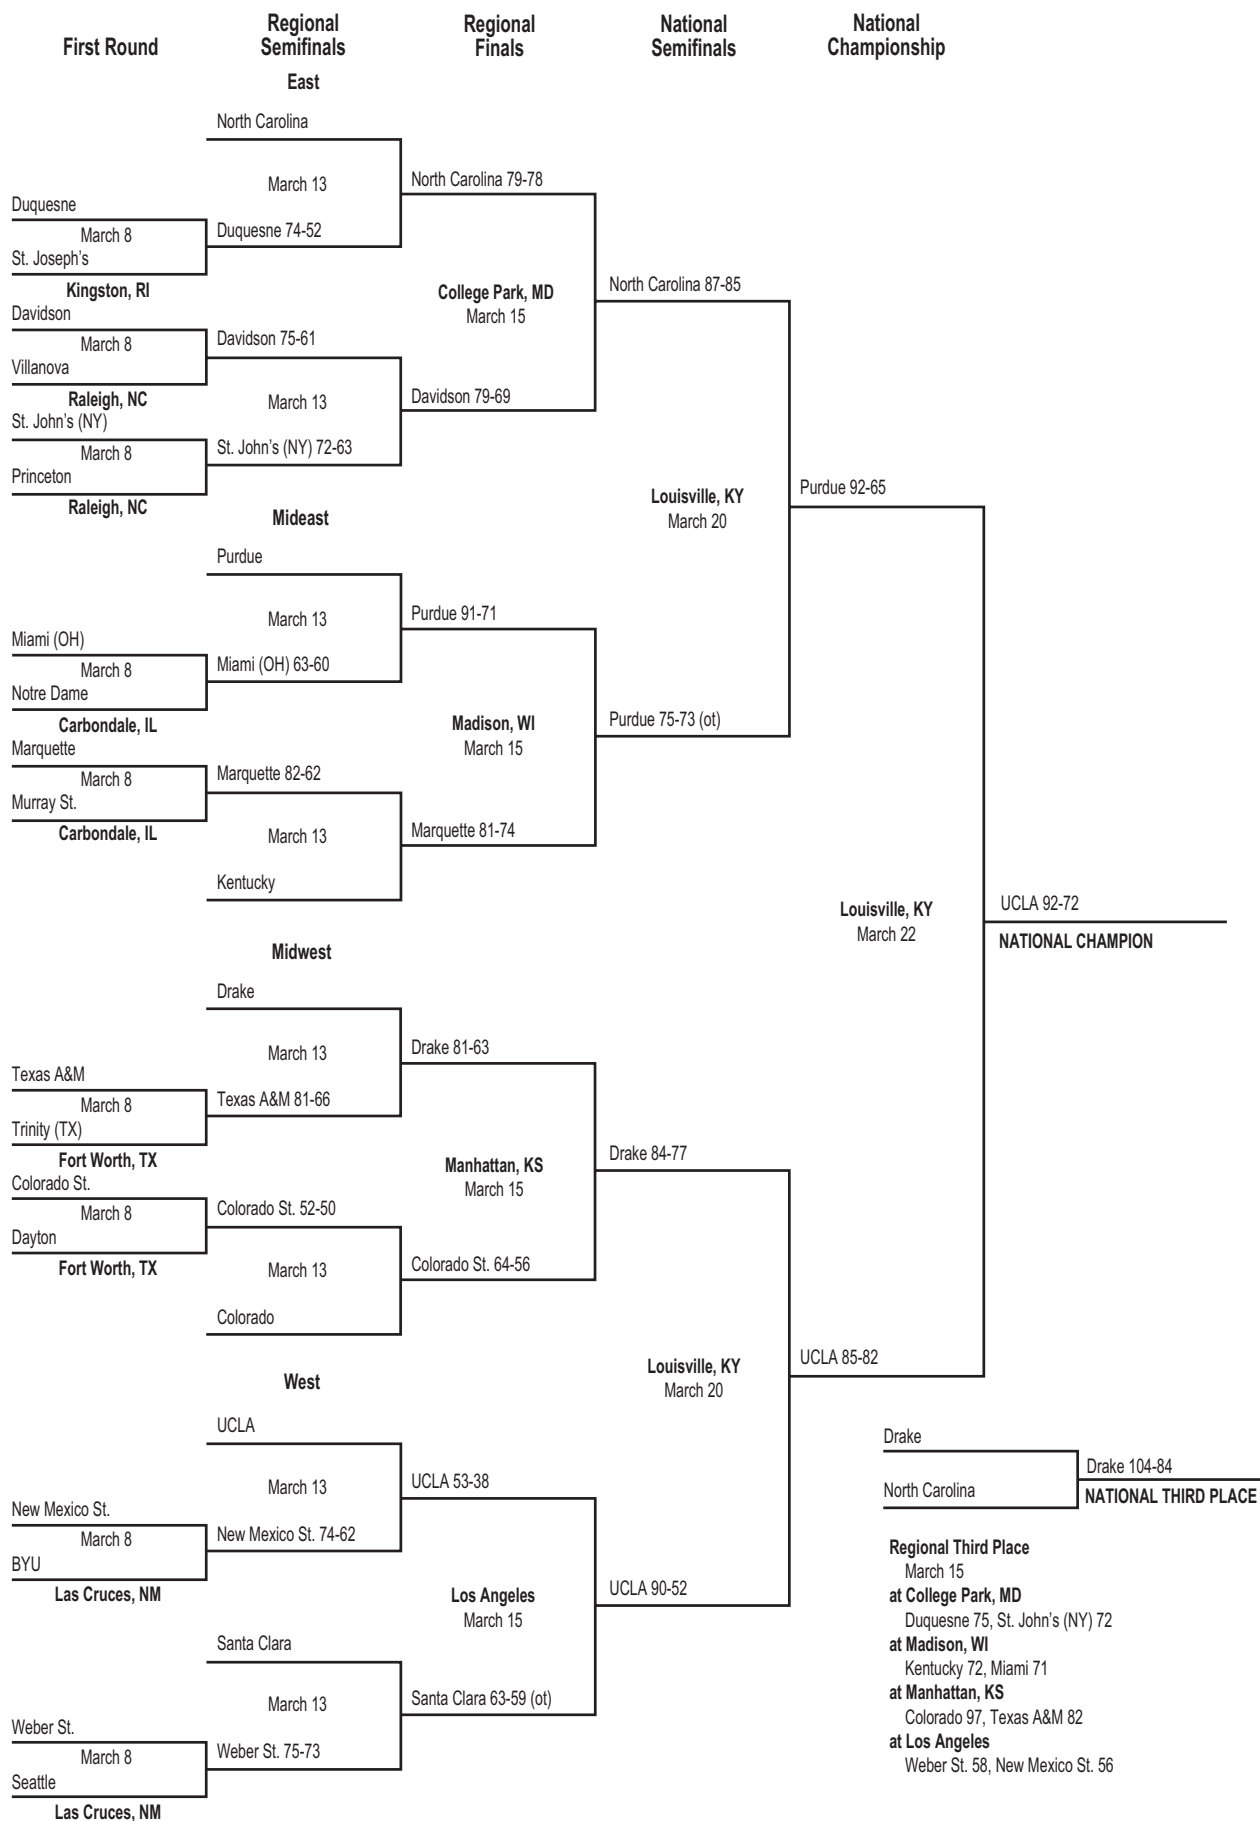 First Round
Regional
Semifinals
Regional
Finals
National
Semifinals
National
Championship
East
North Carolina
March 13
North Carolina 79-78
Duquesne
March 8
Duquesne 74-52
St. Joseph's
Kingston, RI
College Park, MD
March 15
North Carolina 87-85
Davidson
March 8
Davidson 75-61
Villanova
Raleigh, NC
March 13
Davidson 79-69
St. John's (NY)
March 8
St. John's (NY) 72-63
Princeton
Raleigh, NC
Louisville, KY
March 20
Purdue 92-65
Mideast
Purdue
March 13
Purdue 91-71
Miami (OH)
March 8
Miami (OH) 63-60
Notre Dame
Carbondale, IL
Madison, WI
March 15
Purdue 75-73 (ot)
Marquette
March 8
Marquette 82-62
Murray St.
Carbondale, IL
March 13
Marquette 81-74
Kentucky
Louisville, KY
March 22
UCLA 92-72
NATIONAL CHAMPION
Midwest
Drake
March 13
Drake 81-63
Texas A&M
March 8
Texas A&M 81-66
Trinity (TX)
Fort Worth, TX
Manhattan, KS
March 15
Drake 84-77
Colorado St.
March 8
Colorado St. 52-50
Dayton
Fort Worth, TX
March 13
Colorado St. 64-56
Colorado
Louisville, KY
March 20
UCLA 85-82
West
UCLA
March 13
UCLA 53-38
New Mexico St.
March 8
New Mexico St. 74-62
BYU
Las Cruces, NM
Los Angeles
March 15
UCLA 90-52
Santa Clara
March 13
Santa Clara 63-59 (ot)
Weber St.
March 8
Weber St. 75-73
Seattle
Las Cruces, NM
Drake
Drake 104-84
North Carolina
NATIONAL THIRD PLACE
Regional Third Place
March 15
at College Park, MD
Duquesne 75, St. John's (NY) 72
at Madison, WI
Kentucky 72, Miami 71
at Manhattan, KS
Colorado 97, Texas A&M 82
at Los Angeles
Weber St. 58, New Mexico St. 56